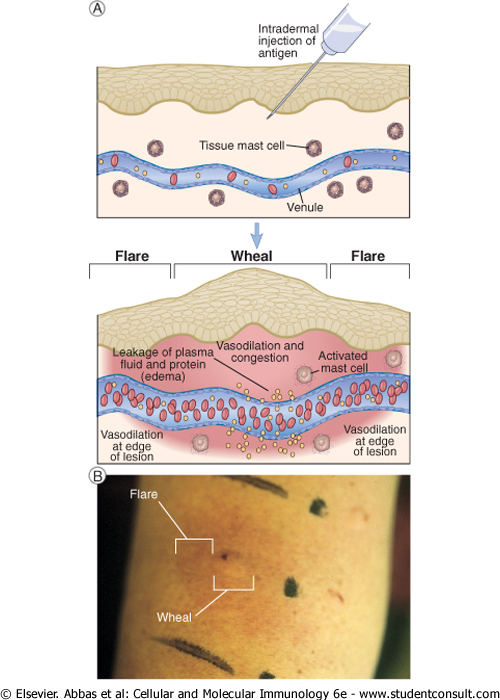 A
Intradermal
injection of
antigen
Tissue mast cell
Venule
Flare
Wheal
Flare
Leakage of plasma
fluid and protein
(edema)
Vasodilation and
congestion
Activated
mast cell
Vasodilation
at edge
of lesion
Vasodilation
at edge of
lesion
B
Flare
Wheal
© Elsevier. Abbas et al: Cellular and Molecular Immunology 6e - www.studentconsult.com